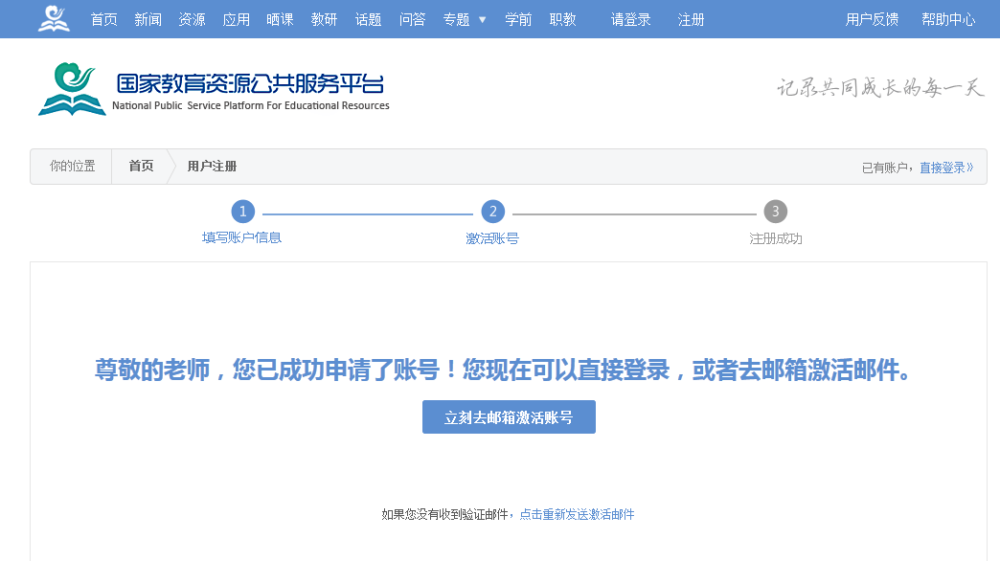 首页 新闻 资源 应用 晒课 教研 话题 问答 专题 ▼ 学前 职教 请登录 注册 用户反馈 帮助中心
国家教育资源公共服务平台
National Public Service Platform For Educational Resources
记录共同成长的每一天
你的位置 首页 用户注册 已有账户，直接登录》
1 2 3
填写账户信息 激活账号 注册成功
尊敬的老师，您已成功申请了账号！您现在可以直接登录，或者去邮箱激活邮件。
立刻去邮箱激活账号
如果您没有收到验证邮件，点击重新发送激活邮件